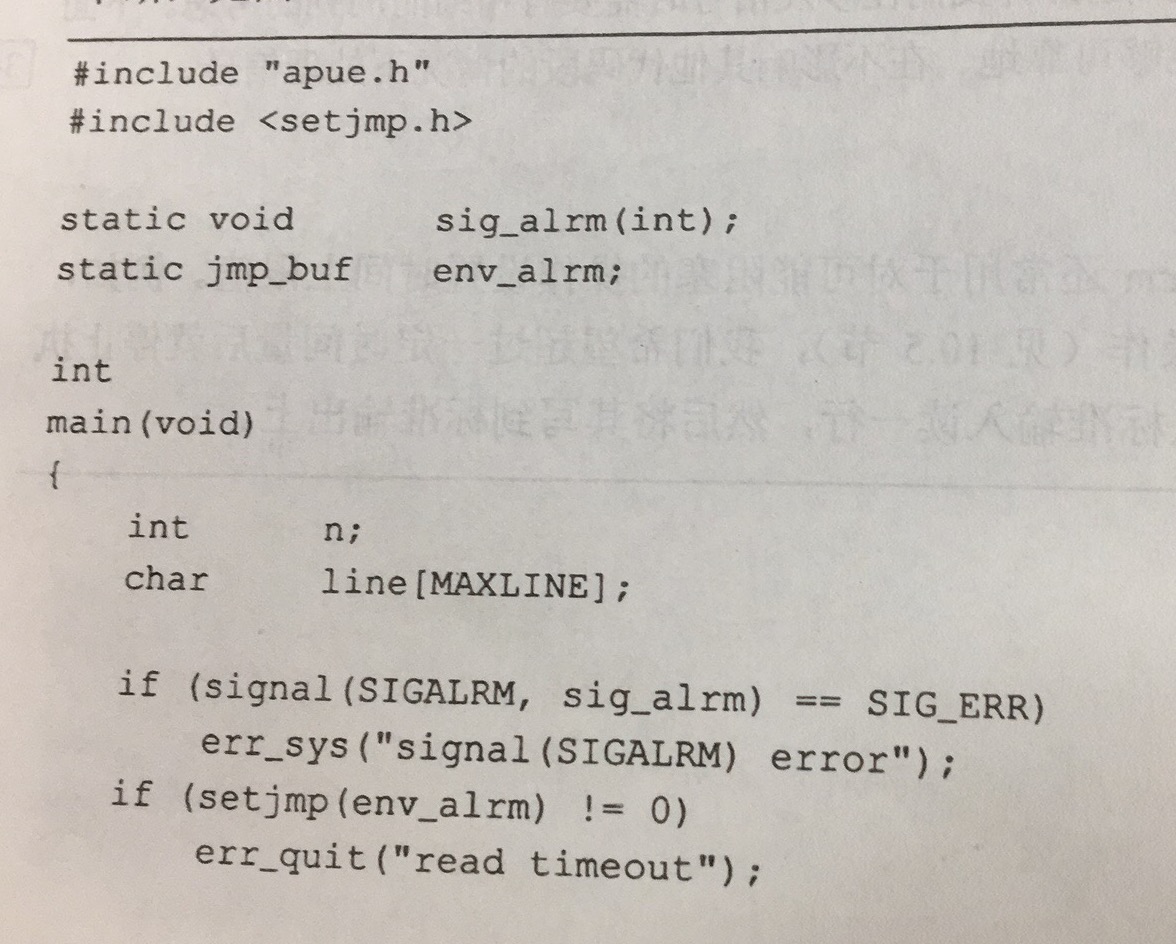 #include "apue.h"
#include <setjmp.h>
static void sig_alrm(int);
static jmp_buf env_alrm;
int
main(void)
{
int n;
char line[MAXLINE];
if (signal(SIGALRM, sig_alrm) == SIG_ERR)
err_sys("signal(SIGALRM) error");
if (setjmp(env_alrm) != 0)
err_quit("read timeout");